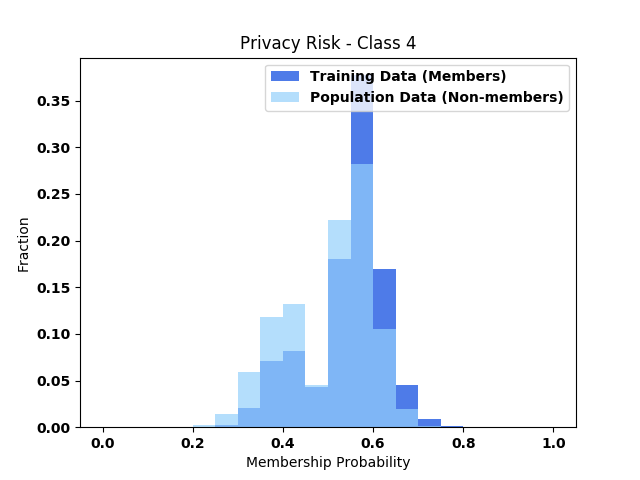 Privacy Risk - Class 4
Training Data (Members)
Population Data (Non-members)
0.35
0.30
0.25
0.20
0.15
0.10
0.05
0.00
Fraction
0.0 0.2 0.4 0.6 0.8 1.0
Membership Probability